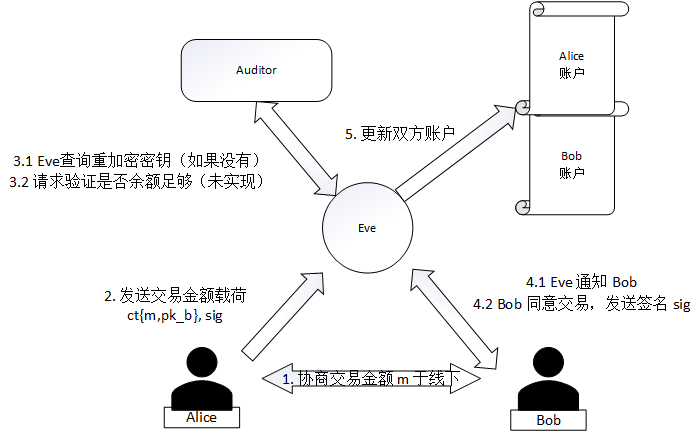 Auditor
Alice
账户
Bob
账户
5. 更新双方账户
3.1 Eve查询重加密密钥（如果没有）
3.2 请求验证是否余额足够（未实现）
Eve
2. 发送交易金额载荷
ct{m,pk_b}, sig
4.1 Eve 通知 Bob
4.2 Bob 同意交易，发送签名 sig
1. 协商交易金额 m 于线下
Alice
Bob